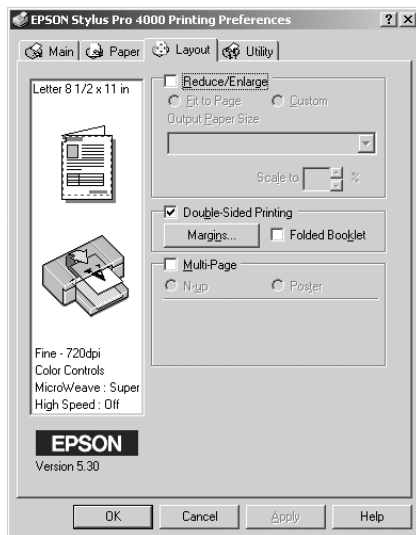 EPSON Stylus Pro 4000 Printing Preferences
Main Paper Layout Utility
Letter 8 1/2 x 11 in
Reduce/Enlarge
Fit to Page Custom
Output Paper Size
Scale to %
Double-Sided Printing
Margins... Folded Booklet
Multi-Page
N-up Poster
Fine - 720dpi
Color Controls
MicroWeave : Super
High Speed : Off
EPSON
Version 5.30
OK Cancel Apply Help